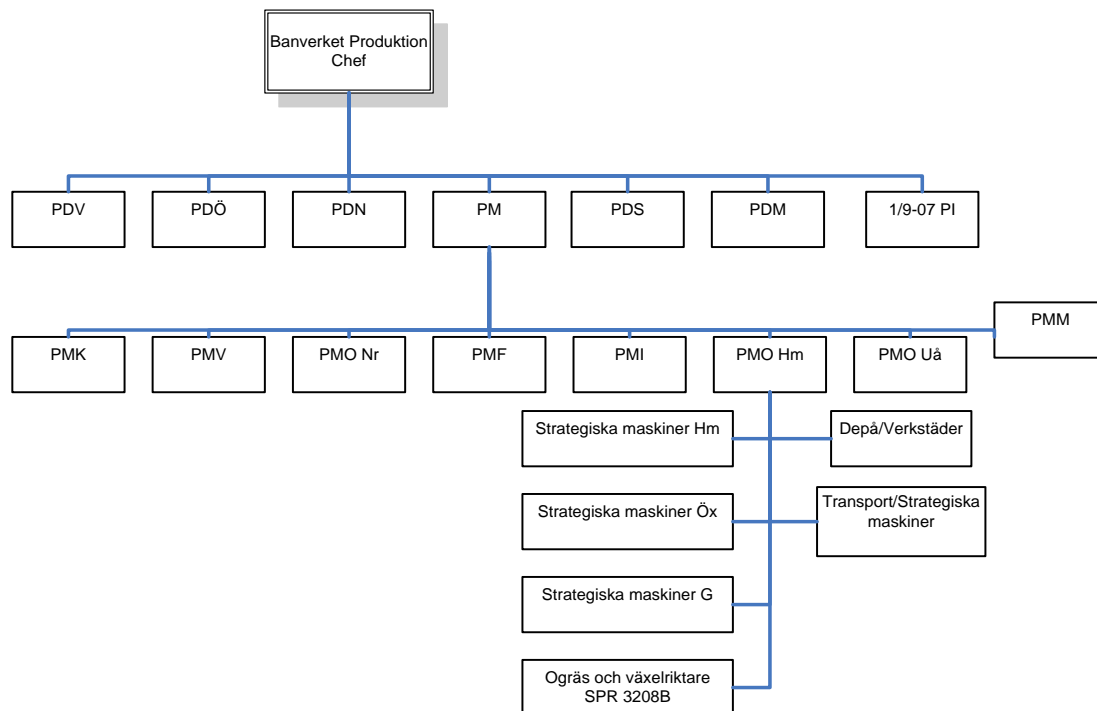 Banverket Produktion
Chef
PDV
PDÖ
PDN
PM
PDS
PDM
1/9-07 PI
PMM
PMK
PMV
PMO Nr
PMF
PMI
PMO Hm
PMO Uå
Strategiska maskiner Hm
Depå/Verkstäder
Strategiska maskiner Öx
Transport/Strategiska
maskiner
Strategiska maskiner G
Ogräs och växelriktare
SPR 3208B